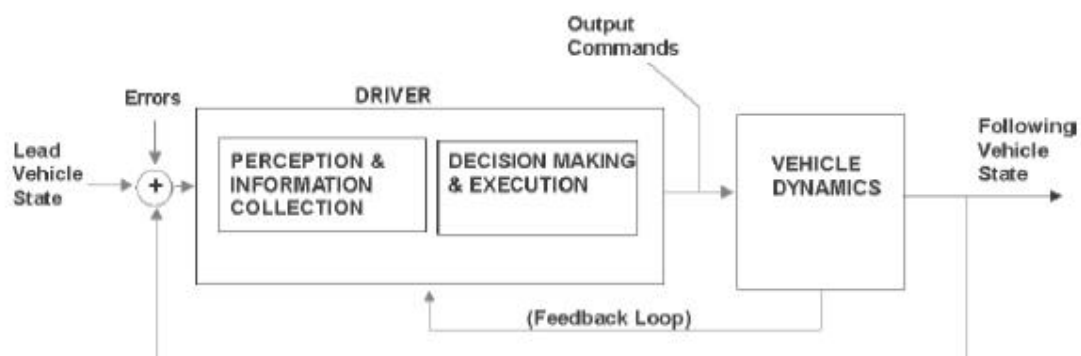 Output
Commands
Errors
DRIVER
Lead
Vehicle
State
+
PERCEPTION &
INFORMATION
COLLECTION
DECISION MAKING
& EXECUTION
VEHICLE
DYNAMICS
Following
Vehicle
State
(Feedback Loop)